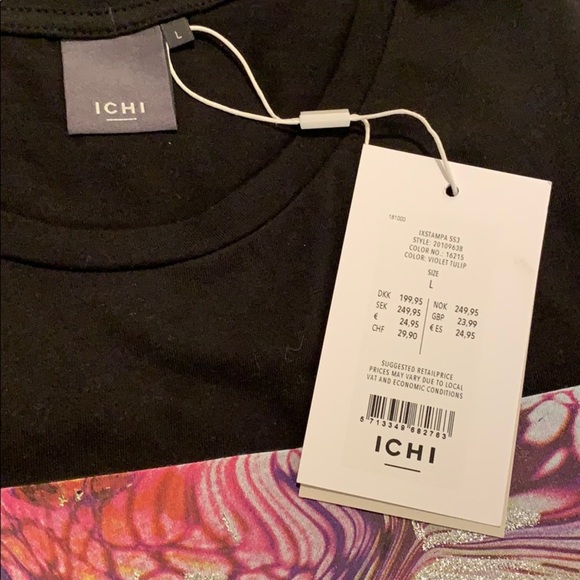 ICHI
L
181000
IXSTAMPA SS3
STYLE: 20109638
COLOR NO.: 16215
COLOR: VIOLET TULIP
SIZE
L
DKK 199,95 NOK 249,95
SEK 249,95 GBP 23,99
€ 24,95 € ES 24,95
CHF 29,90
SUGGESTED RETAILPRICE
PRICES MAY VARY DUE TO LOCAL
VAT AND ECONOMIC CONDITIONS
5713349882763
ICHI